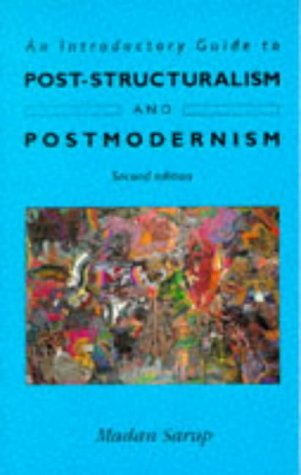 An Introductory Guide to
POST-STRUCTURALISM
AND
POSTMODERNISM
Second edition
Madan Sarup